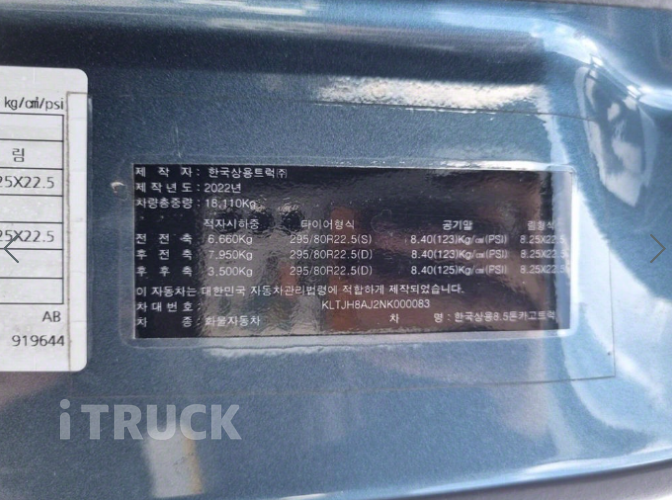 kg/㎠/psi
림
25X22.5
25X22.5
AB
919644
제 작 자 : 한국상용트럭㈜
제작년도 : 2022년
차량총중량 : 18,110Kg
적차시하중 타이어형식 공기압 림형식
전 전 축 6,660Kg 295/80R22.5(S) 8.40(123)Kg/㎠(PSI) 8.25X22.5
후 전 축 7,950Kg 295/80R22.5(D) 8.40(123)Kg/㎠(PSI) 8.25X22.5
후 후 축 3,500Kg 295/80R22.5(D) 8.40(125)Kg/㎠(PSI) 8.25X22.5
이 자동차는 대한민국 자동차관리법령에 적합하게 제작되었습니다.
차대번호 : KLTJH8AJ2NK000083
차 종 : 화물자동차 차 명 : 한국상용8.5톤카고트럭
iTRUCK